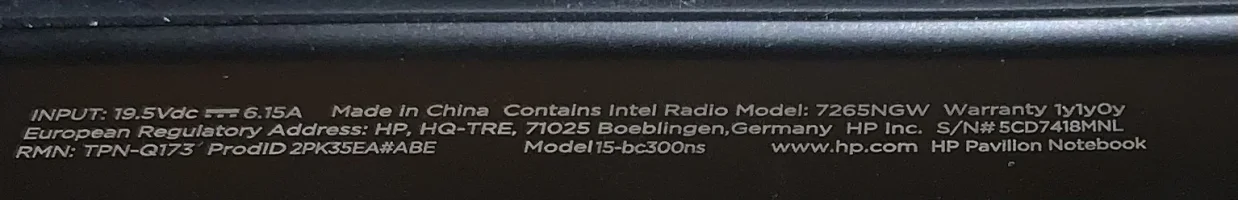 INPUT: 19.5Vdc ⎓ 6.15A Made in China Contains Intel Radio Model: 7265NGW Warranty 1y1y0y
European Regulatory Address: HP, HQ-TRE, 71025 Boeblingen, Germany HP Inc. S/N# 5CD7418MNL
RMN: TPN-Q173 ProdID 2PK35EA#ABE Model 15-bc300ns www.hp.com HP Pavilion Notebook